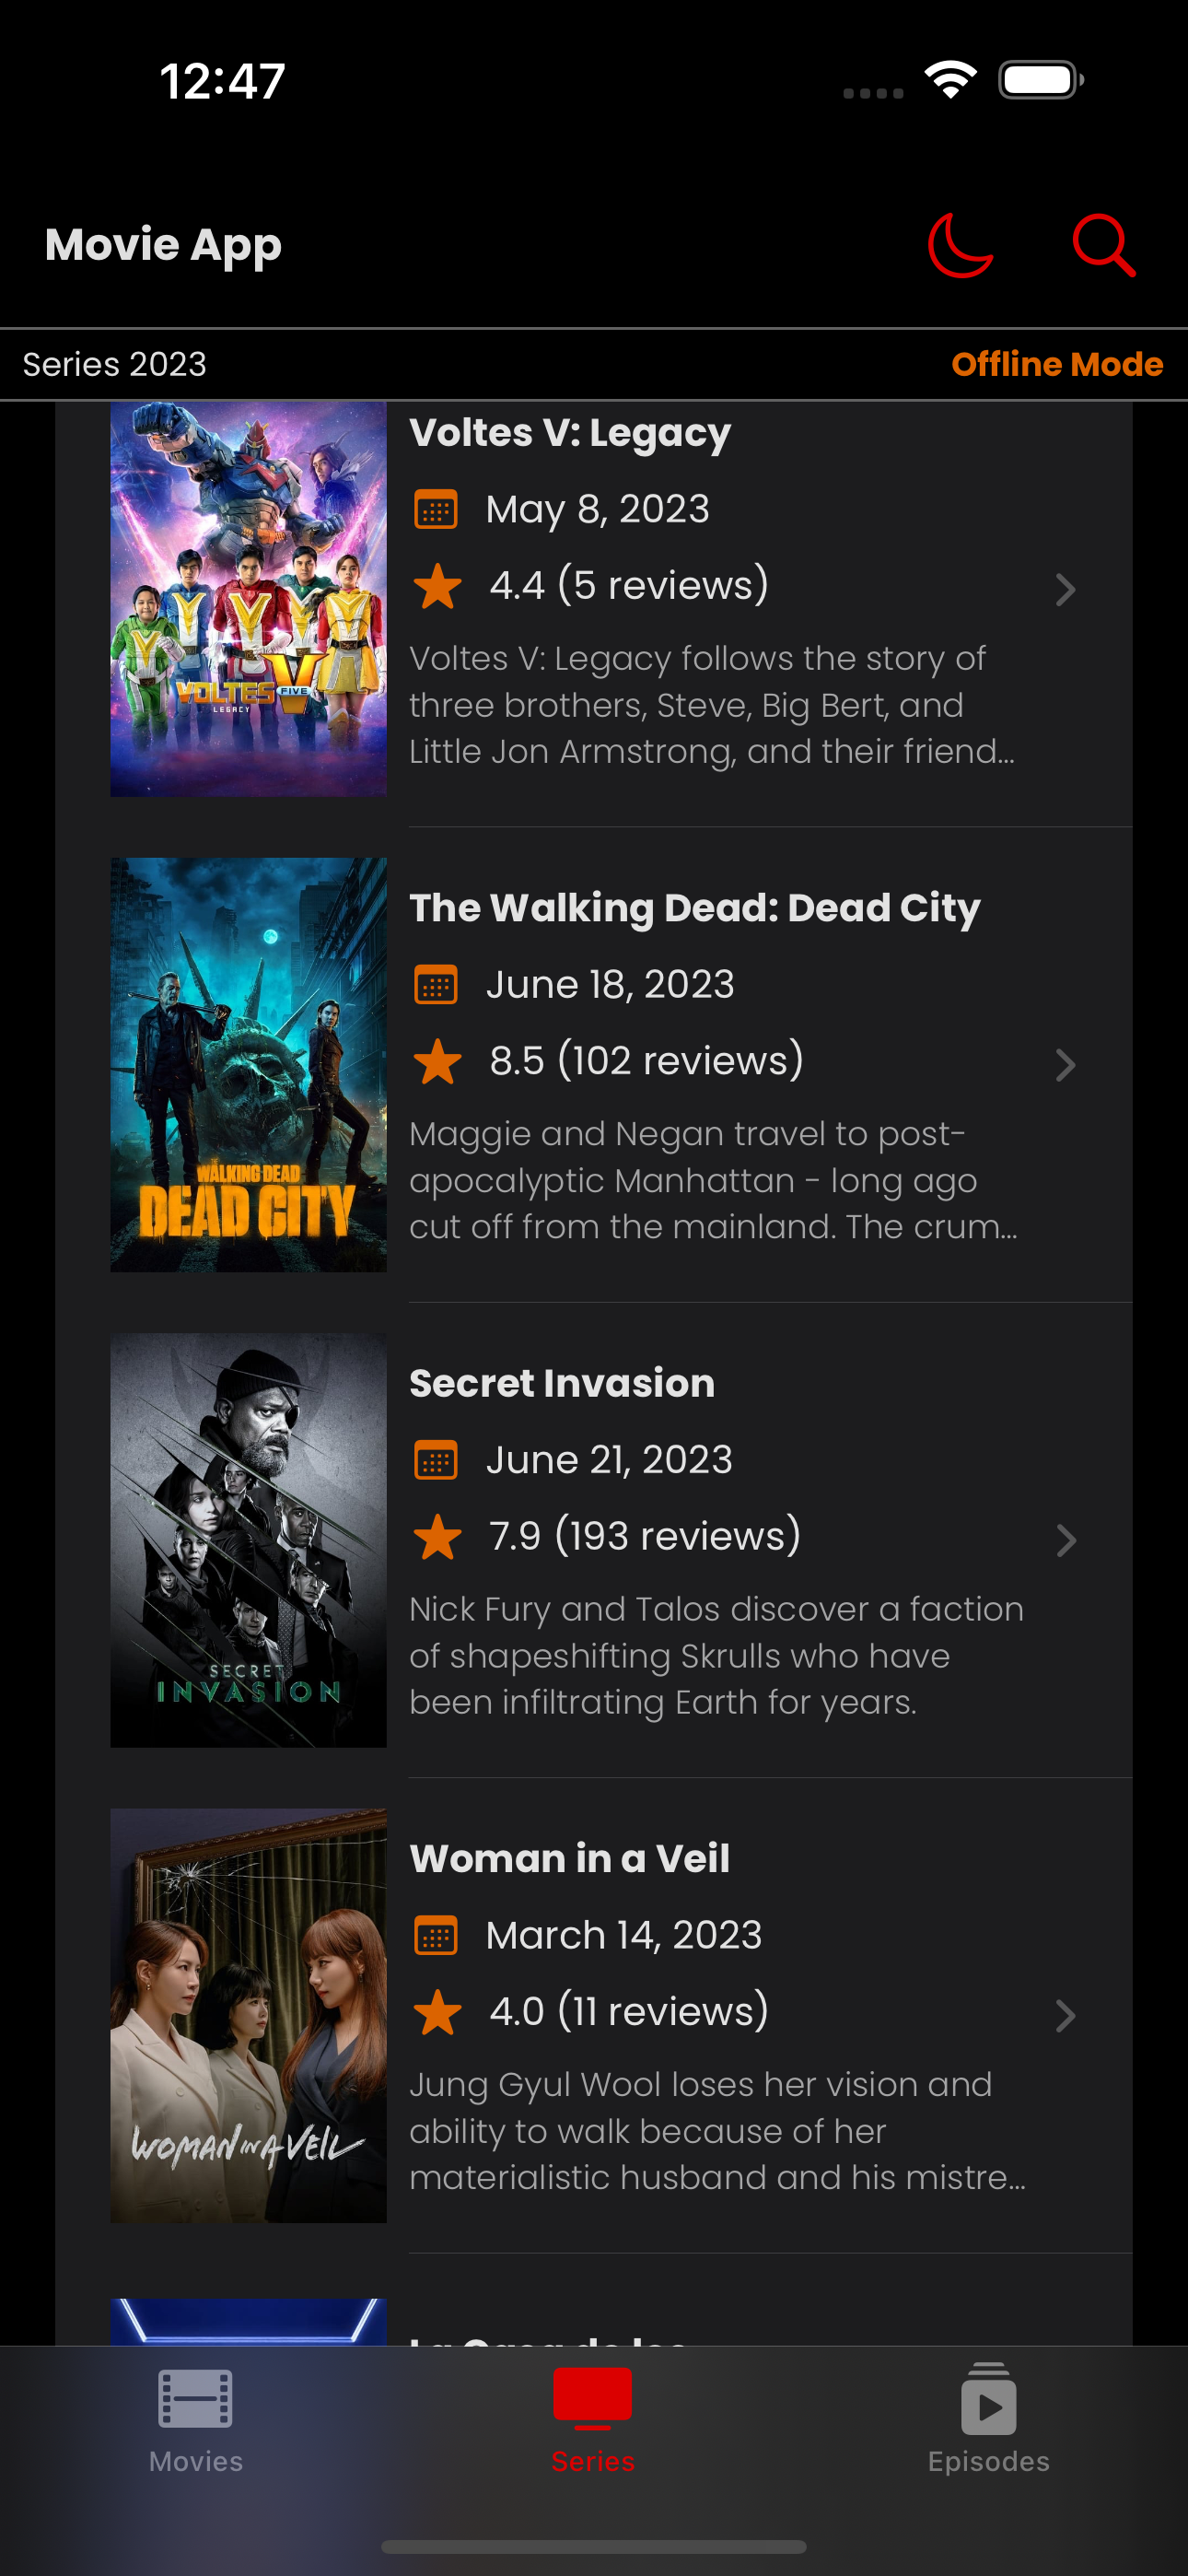 12:47
Movie App
Series 2023
Offline Mode
Voltes V: Legacy
May 8, 2023
4.4 (5 reviews)
Voltes V: Legacy follows the story of
three brothers, Steve, Big Bert, and
Little Jon Armstrong, and their friend...
VOLTES V
FIVE
LEGACY
The Walking Dead: Dead City
June 18, 2023
8.5 (102 reviews)
Maggie and Negan travel to post-
apocalyptic Manhattan - long ago
cut off from the mainland. The crum...
THE
WALKING DEAD
DEAD CITY
Secret Invasion
June 21, 2023
7.9 (193 reviews)
Nick Fury and Talos discover a faction
of shapeshifting Skrulls who have
been infiltrating Earth for years.
SECRET
INVASION
Woman in a Veil
March 14, 2023
4.0 (11 reviews)
Jung Gyul Wool loses her vision and
ability to walk because of her
materialistic husband and his mistre...
WOMAN IN A VEIL
Movies
Series
Episodes